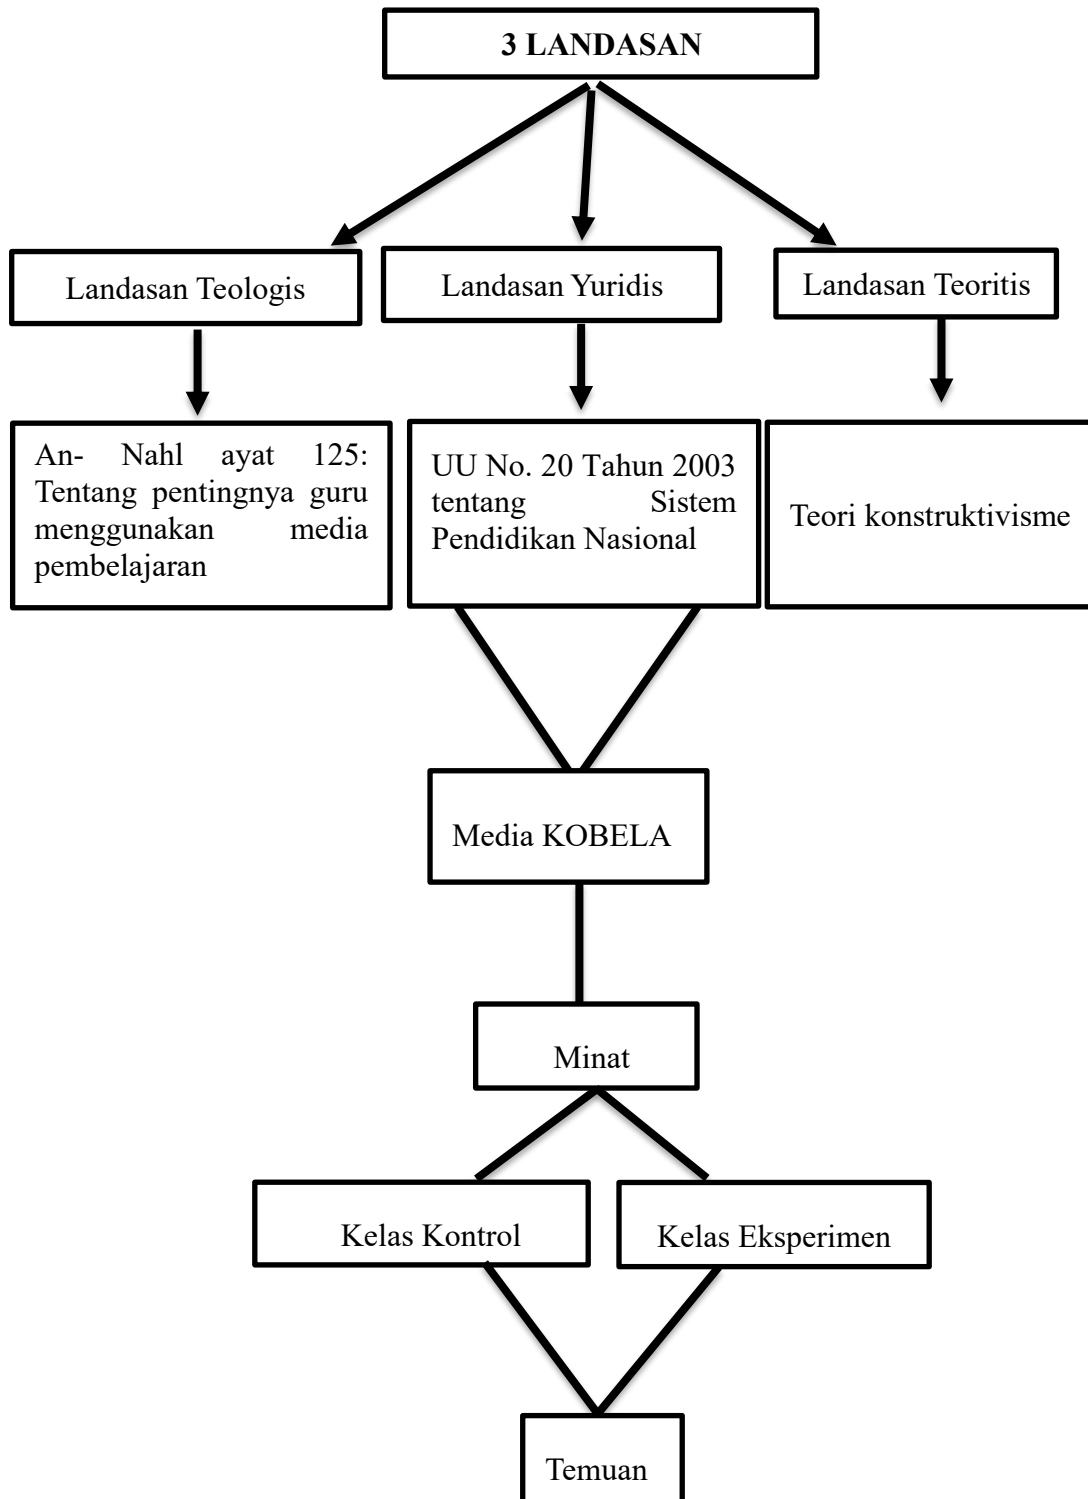 3 LANDASAN
Landasan Teologis
Landasan Yuridis
Landasan Teoritis
An- Nahl ayat 125:
Tentang pentingnya guru
menggunakan media
pembelajaran
UU No. 20 Tahun 2003
tentang Sistem
Pendidikan Nasional
Teori konstruktivisme
Media KOBELA
Minat
Kelas Kontrol
Kelas Eksperimen
Temuan